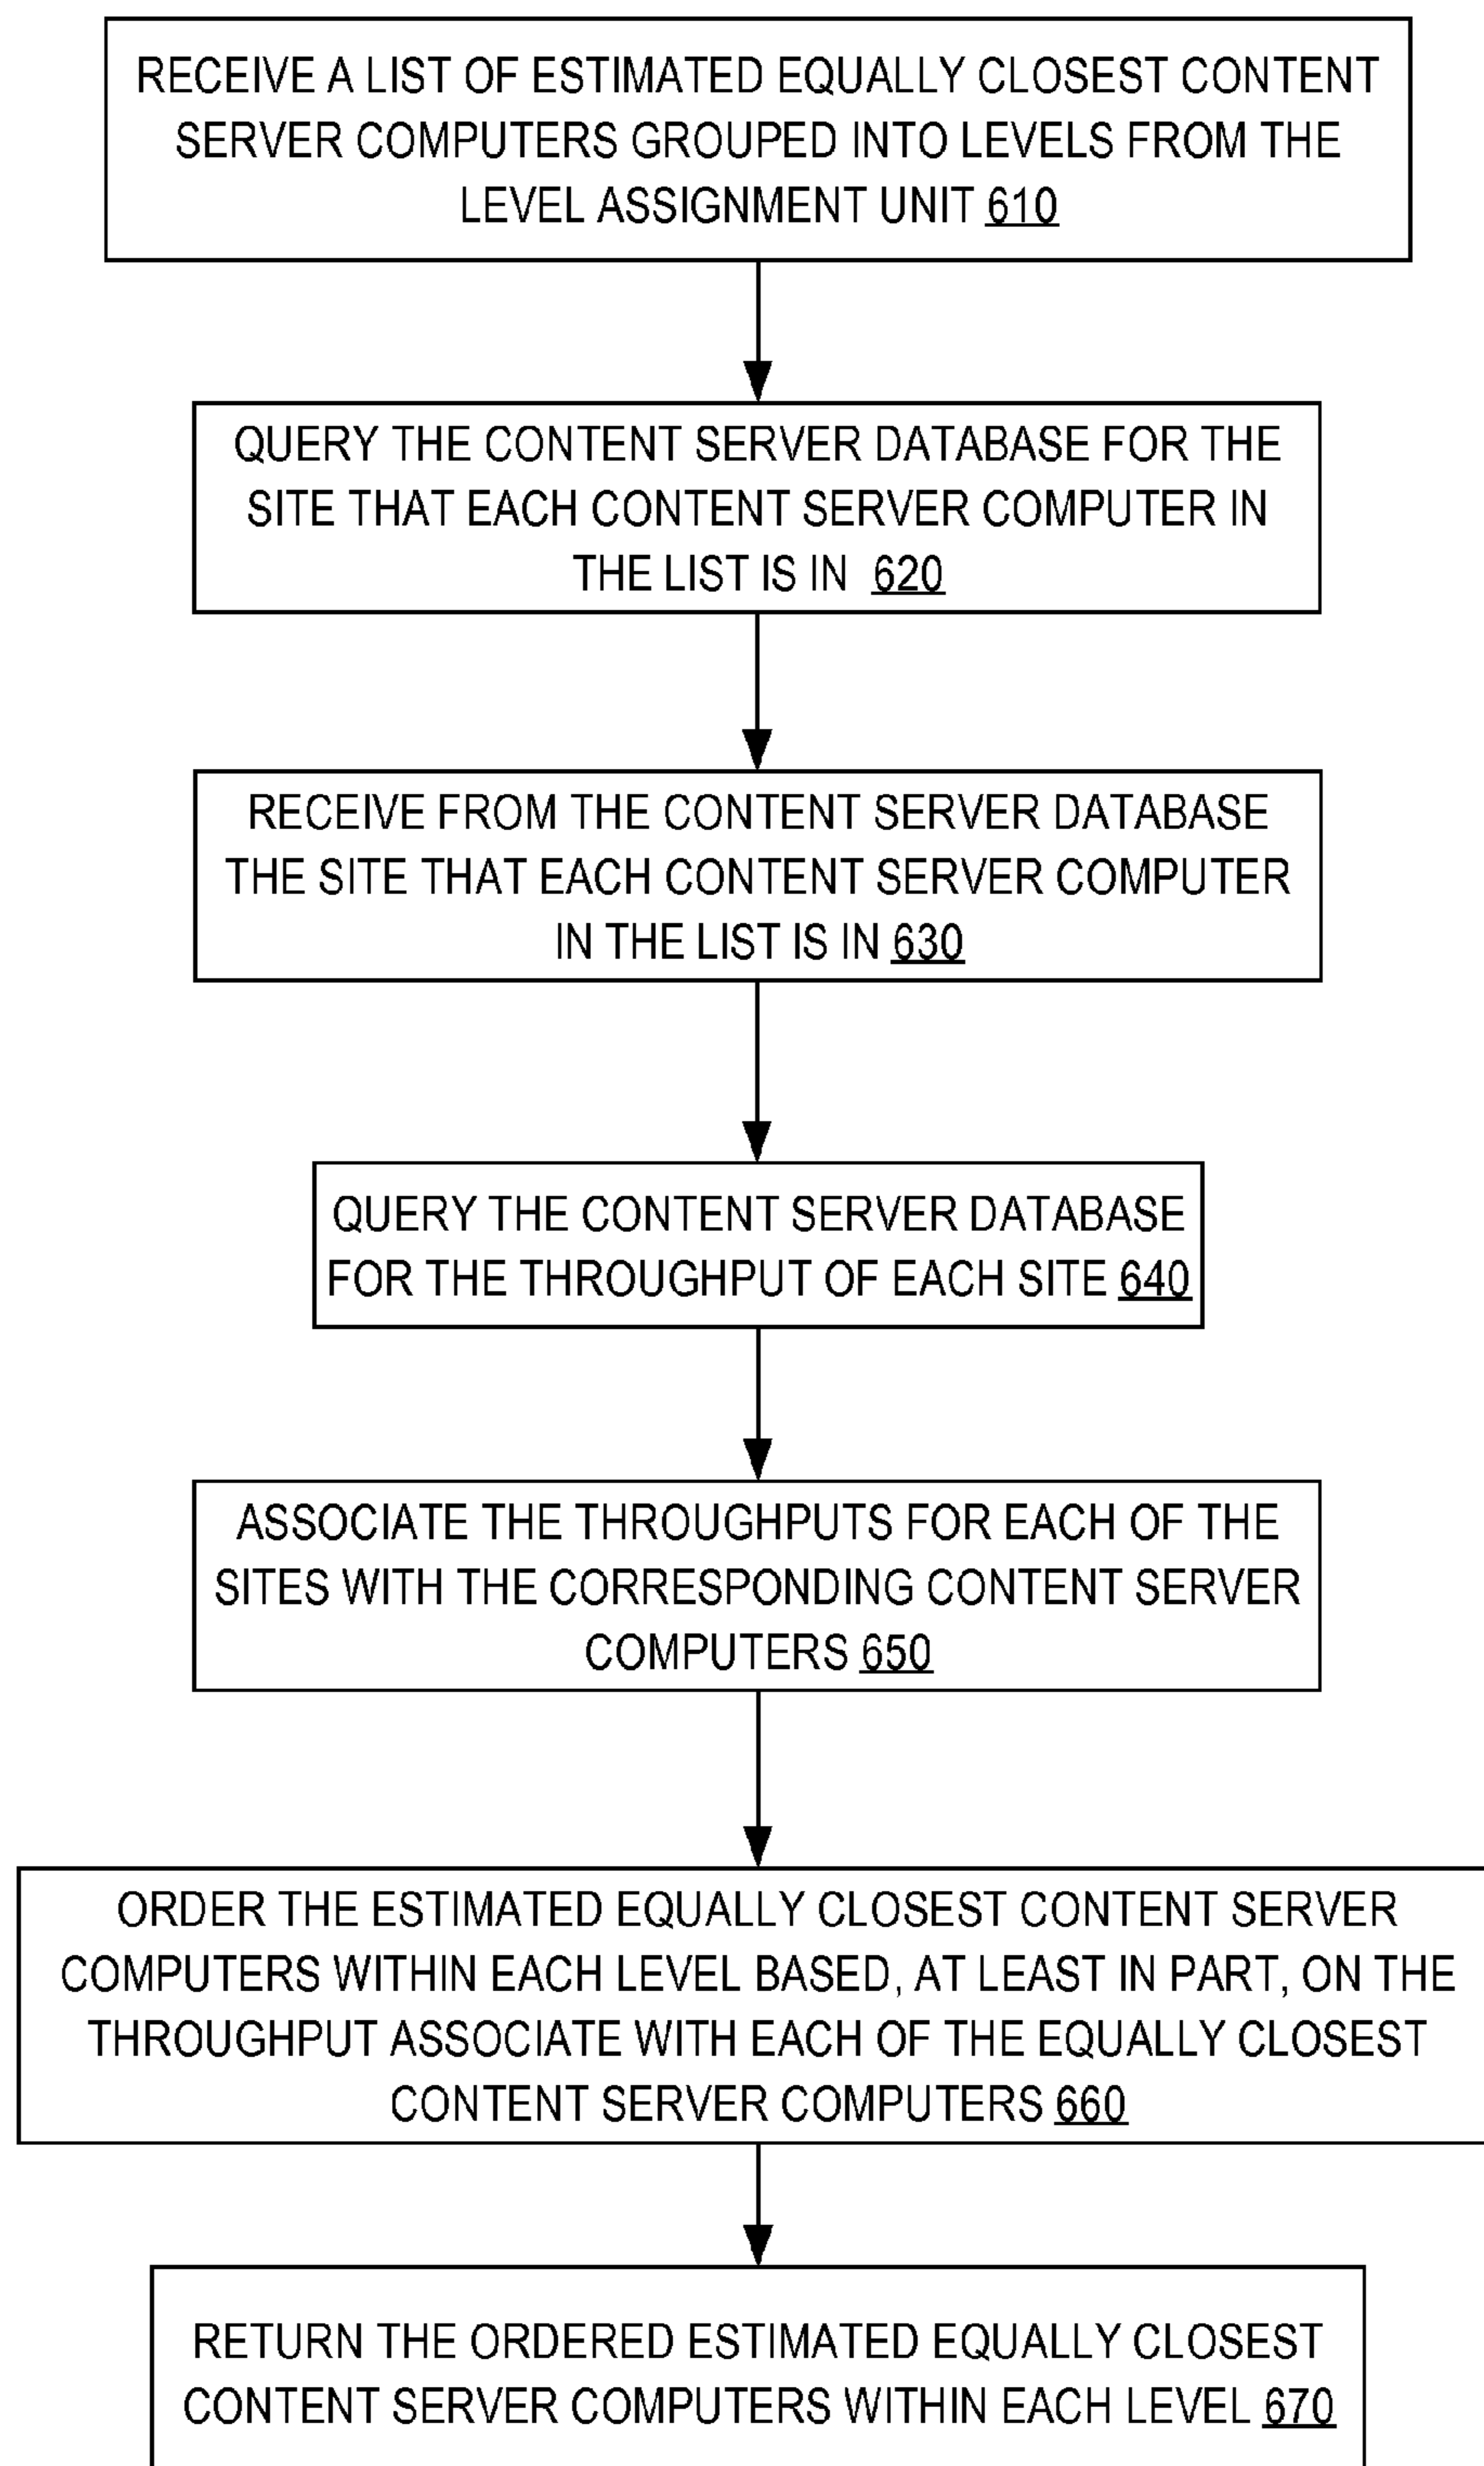 RECEIVE A LIST OF ESTIMATED EQUALLY CLOSEST CONTENT
SERVER COMPUTERS GROUPED INTO LEVELS FROM THE
LEVEL ASSIGNMENT UNIT 610
QUERY THE CONTENT SERVER DATABASE FOR THE
SITE THAT EACH CONTENT SERVER COMPUTER IN
THE LIST IS IN 620
RECEIVE FROM THE CONTENT SERVER DATABASE
THE SITE THAT EACH CONTENT SERVER COMPUTER
IN THE LIST IS IN 630
QUERY THE CONTENT SERVER DATABASE
FOR THE THROUGHPUT OF EACH SITE 640
ASSOCIATE THE THROUGHPUTS FOR EACH OF THE
SITES WITH THE CORRESPONDING CONTENT SERVER
COMPUTERS 650
ORDER THE ESTIMATED EQUALLY CLOSEST CONTENT SERVER
COMPUTERS WITHIN EACH LEVEL BASED, AT LEAST IN PART, ON THE
THROUGHPUT ASSOCIATE WITH EACH OF THE EQUALLY CLOSEST
CONTENT SERVER COMPUTERS 660
RETURN THE ORDERED ESTIMATED EQUALLY CLOSEST
CONTENT SERVER COMPUTERS WITHIN EACH LEVEL 670